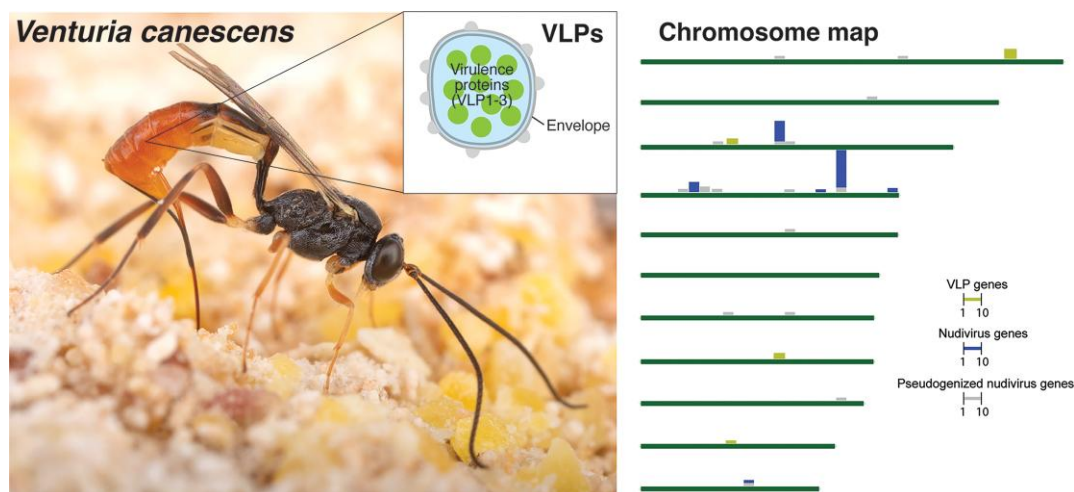 Venturia canescens
VLPs
Virulence
proteins
(VLP1-3)
Envelope
Chromosome map
VLP genes
1 10
Nudivirus genes
1 10
Pseudogenized nudivirus genes
1 10